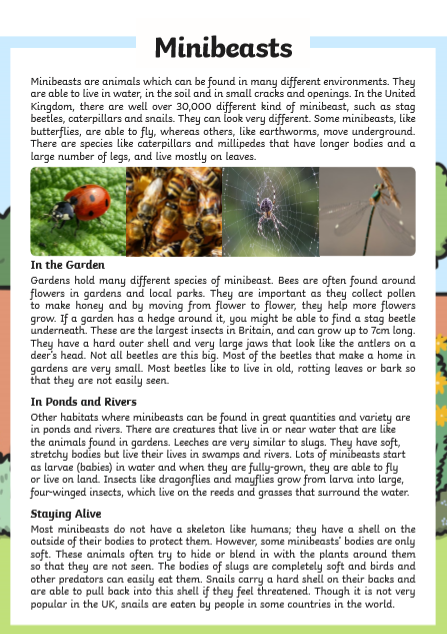 Minibeasts
Minibeasts are animals which can be found in many different environments. They
are able to live in water, in the soil and in small cracks and openings. In the United
Kingdom, there are well over 30,000 different kind of minibeast, such as stag
beetles, caterpillars and snails. They can look very different. Some minibeasts, like
butterflies, are able to fly, whereas others, like earthworms, move underground.
There are species like caterpillars and millipedes that have longer bodies and a
large number of legs, and live mostly on leaves.
In the Garden
Gardens hold many different species of minibeast. Bees are often found around
flowers in gardens and local parks. They are important as they collect pollen
to make honey and by moving from flower to flower, they help more flowers
grow. If a garden has a hedge around it, you might be able to find a stag beetle
underneath. These are the largest insects in Britain, and can grow up to 7cm long.
They have a hard outer shell and very large jaws that look like the antlers on a
deer's head. Not all beetles are this big. Most of the beetles that make a home in
gardens are very small. Most beetles like to live in old, rotting leaves or bark so
that they are not easily seen.
In Ponds and Rivers
Other habitats where minibeasts can be found in great quantities and variety are
in ponds and rivers. There are creatures that live in or near water that are like
the animals found in gardens. Leeches are very similar to slugs. They have soft,
stretchy bodies but live their lives in swamps and rivers. Lots of minibeasts start
as larvae (babies) in water and when they are fully-grown, they are able to fly
or live on land. Insects like dragonflies and mayflies grow from larva into large,
four-winged insects, which live on the reeds and grasses that surround the water.
Staying Alive
Most minibeasts do not have a skeleton like humans; they have a shell on the
outside of their bodies to protect them. However, some minibeasts' bodies are only
soft. These animals often try to hide or blend in with the plants around them
so that they are not seen. The bodies of slugs are completely soft and birds and
other predators can easily eat them. Snails carry a hard shell on their backs and
are able to pull back into this shell if they feel threatened. Though it is not very
popular in the UK, snails are eaten by people in some countries in the world.